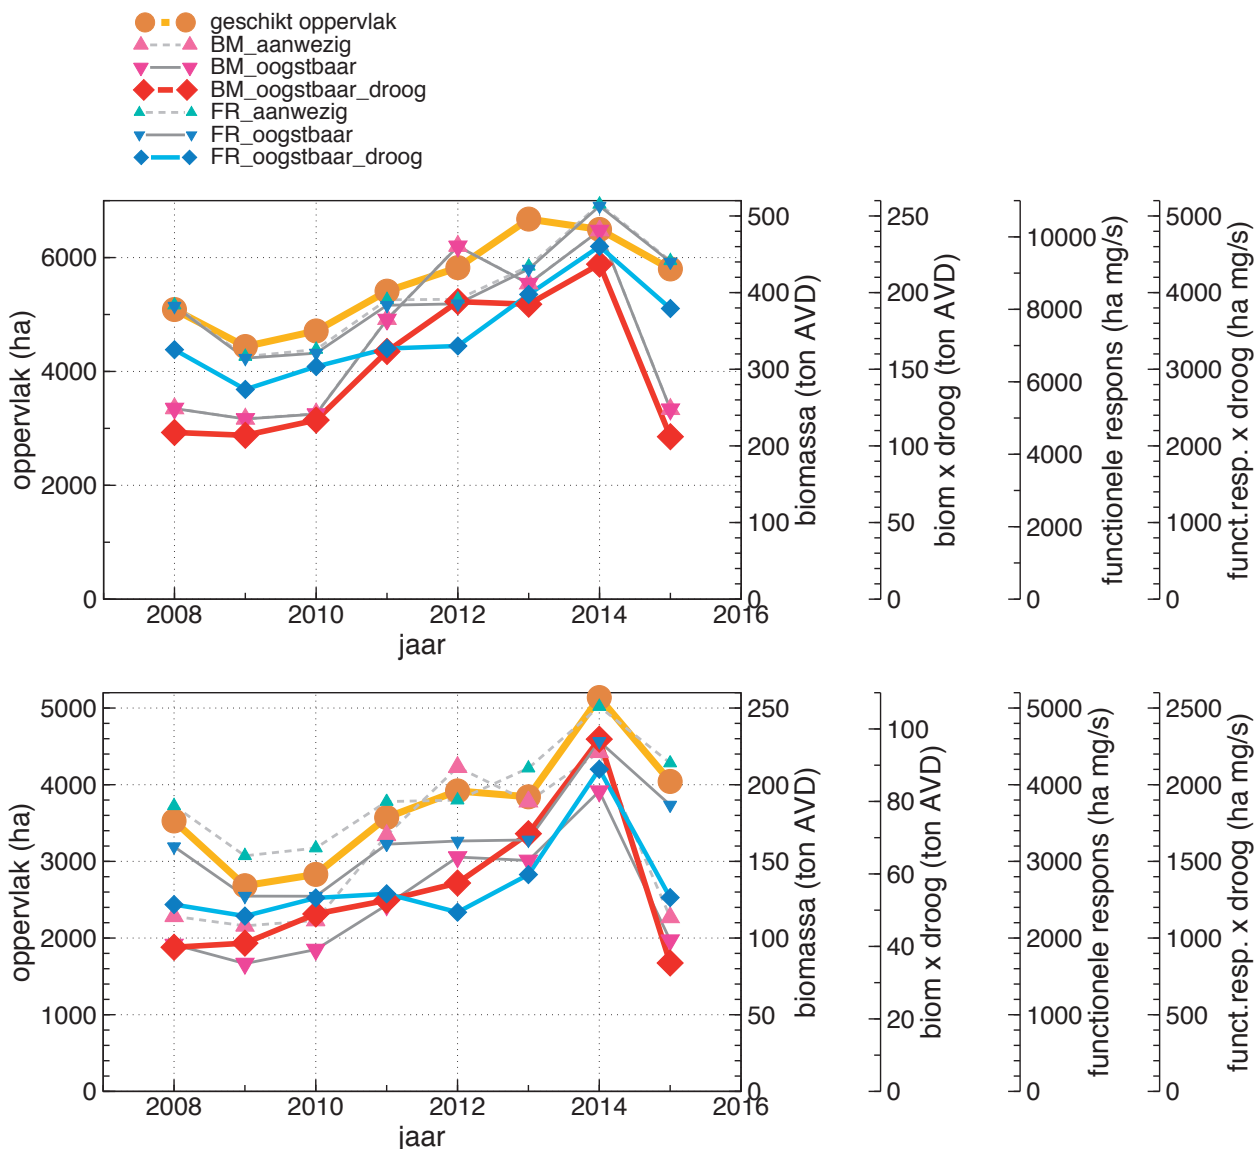 geschikt oppervlak
BM_aanwezig
BM_oogstbaar
BM_oogstbaar_droog
FR_aanwezig
FR_oogstbaar
FR_oogstbaar_droog
oppervlak (ha)
6000
4000
2000
0
2008 2010 2012 2014 2016
jaar
500
400
300
200
100
0
biomassa (ton AVD)
250
200
150
100
50
0
biom x droog (ton AVD)
10000
8000
6000
4000
2000
0
functionele respons (ha mg/s)
5000
4000
3000
2000
1000
0
funct.resp. x droog (ha mg/s)
oppervlak (ha)
5000
4000
3000
2000
1000
0
2008 2010 2012 2014 2016
jaar
250
200
150
100
50
0
biomassa (ton AVD)
100
80
60
40
20
0
biom x droog (ton AVD)
5000
4000
3000
2000
1000
0
functionele respons (ha mg/s)
2500
2000
1500
1000
500
0
funct.resp. x droog (ha mg/s)